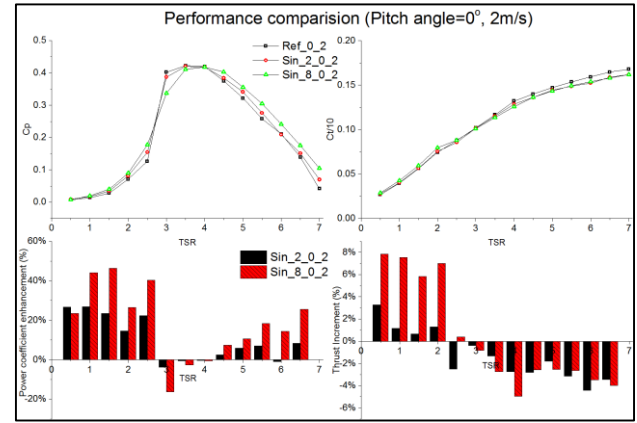 Performance comparision (Pitch angle=0°, 2m/s)
0.5
0.4
0.3
0.2
0.1
0.0
Cp
Ref_0_2
Sin_2_0_2
Sin_8_0_2
0 1 2 3 4 5 6 7
TSR
0.20
0.15
0.10
0.05
0.00
Ct/10
0 1 2 3 4 5 6 7
TSR
60%
40%
20%
0%
-20%
Power coefficient enhancement (%)
Sin_2_0_2
Sin_8_0_2
0 1 2 3 4 5 6 7
TSR
8%
6%
4%
2%
0%
-2%
-4%
-6%
Thrust Increment (%)
0 1 2 3 4 5 6 7
TSR